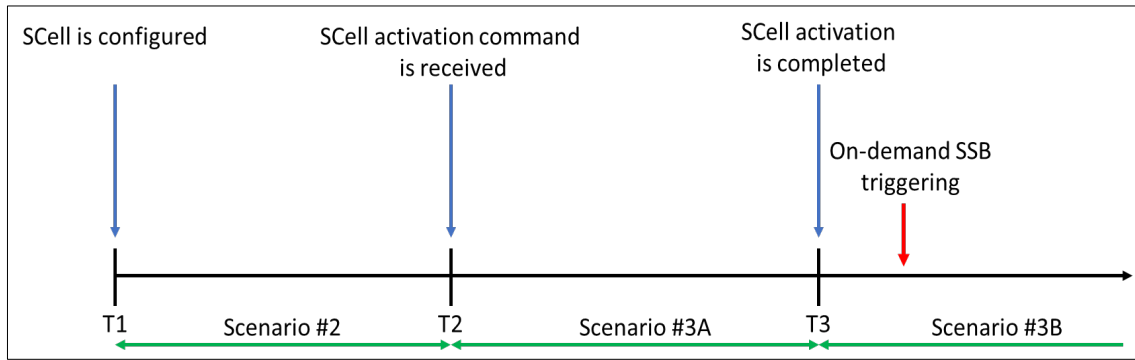 SCell is configured
SCell activation command
is received
SCell activation
is completed
On-demand SSB
triggering
T1
Scenario #2
T2
Scenario #3A
T3
Scenario #3B